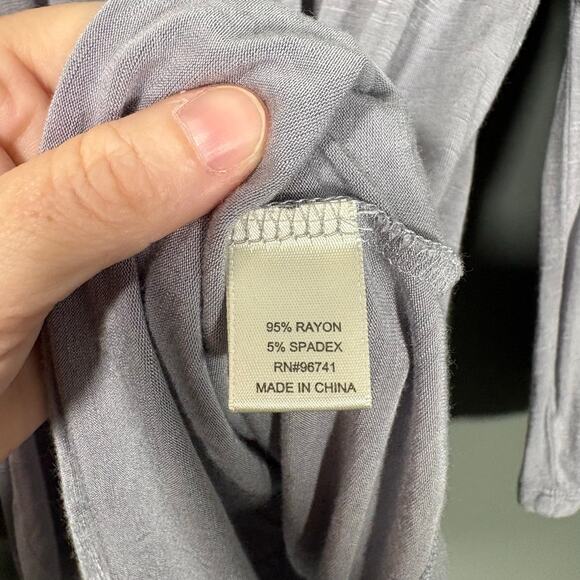 95% RAYON
5% SPADEX
RN#96741
MADE IN CHINA